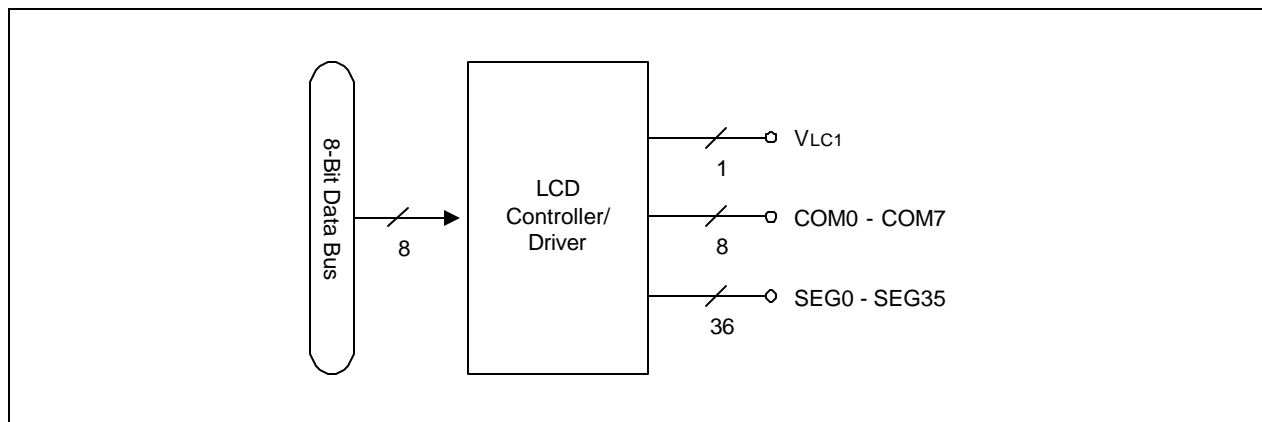 8-Bit Data Bus
8
LCD
Controller/
Driver
VLC1
1
COM0 - COM7
8
SEG0 - SEG35
36